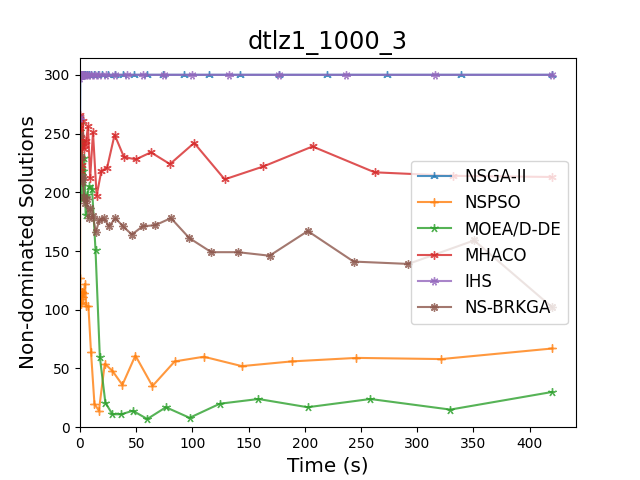 dtlz1_1000_3
Non-dominated Solutions
300
250
200
150
100
50
0
NSGA-II
NSPSO
MOEA/D-DE
MHACO
IHS
NS-BRKGA
0 50 100 150 200 250 300 350 400
Time (s)